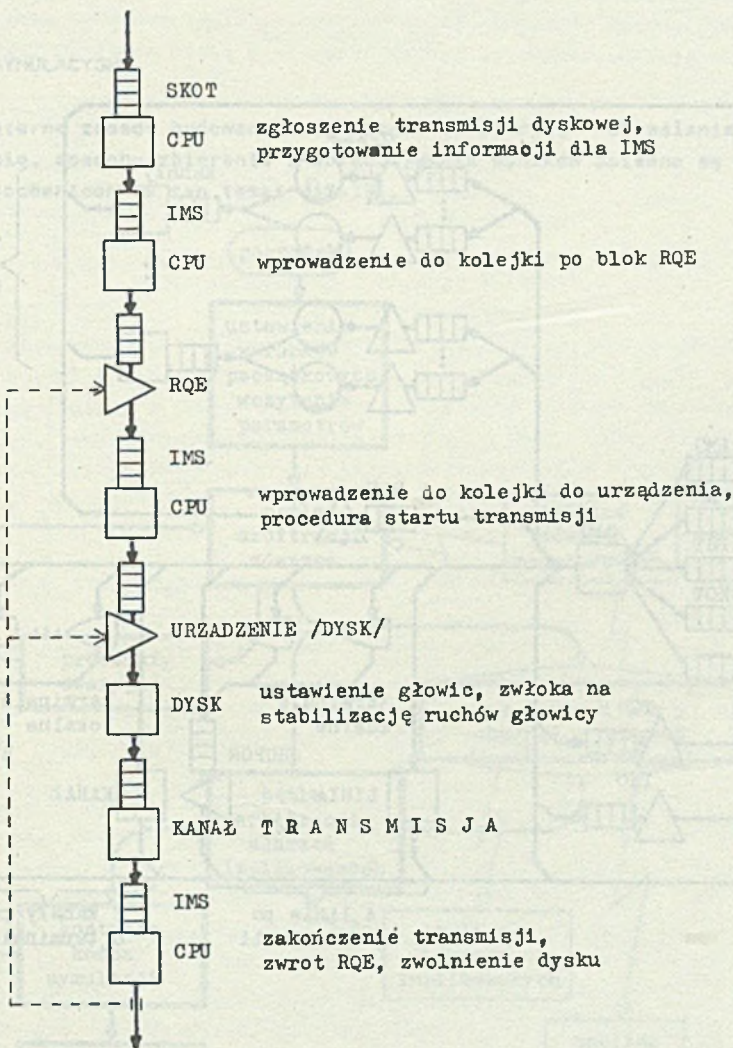 SKOT
CPU zgłoszenie transmisji dyskowej,
przygotowanie informacji dla IMS
IMS
CPU wprowadzenie do kolejki po blok RQE
RQE
IMS
CPU wprowadzenie do kolejki do urządzenia,
procedura startu transmisji
URZADZENIE /DYSK/
DYSK ustawienie głowic, zwłoka na
stabilizację ruchów głowicy
KANAŁ T R A N S M I S J A
IMS
CPU zakończenie transmisji,
zwrot RQE, zwolnienie dysku